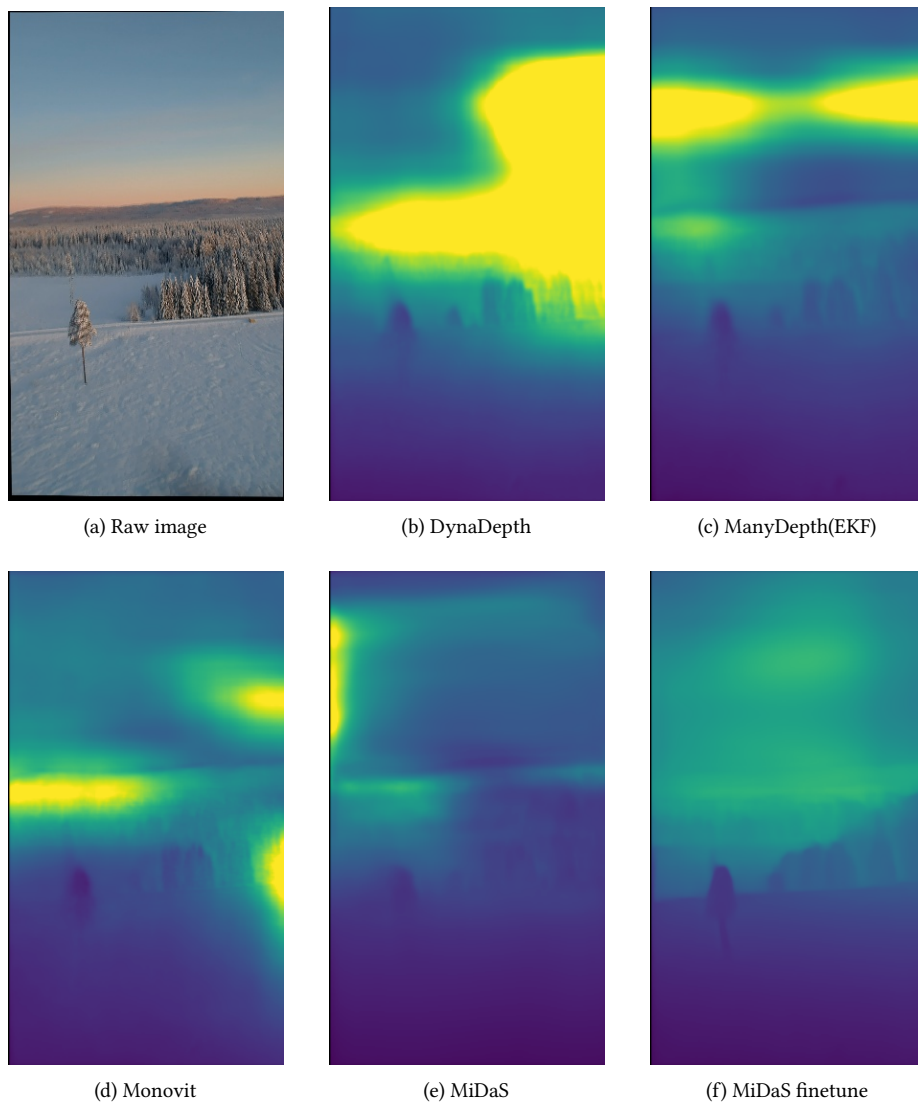 (a) Raw image
(b) DynaDepth
(c) ManyDepth(EKF)
(d) Monovit
(e) MiDaS
(f) MiDaS finetune